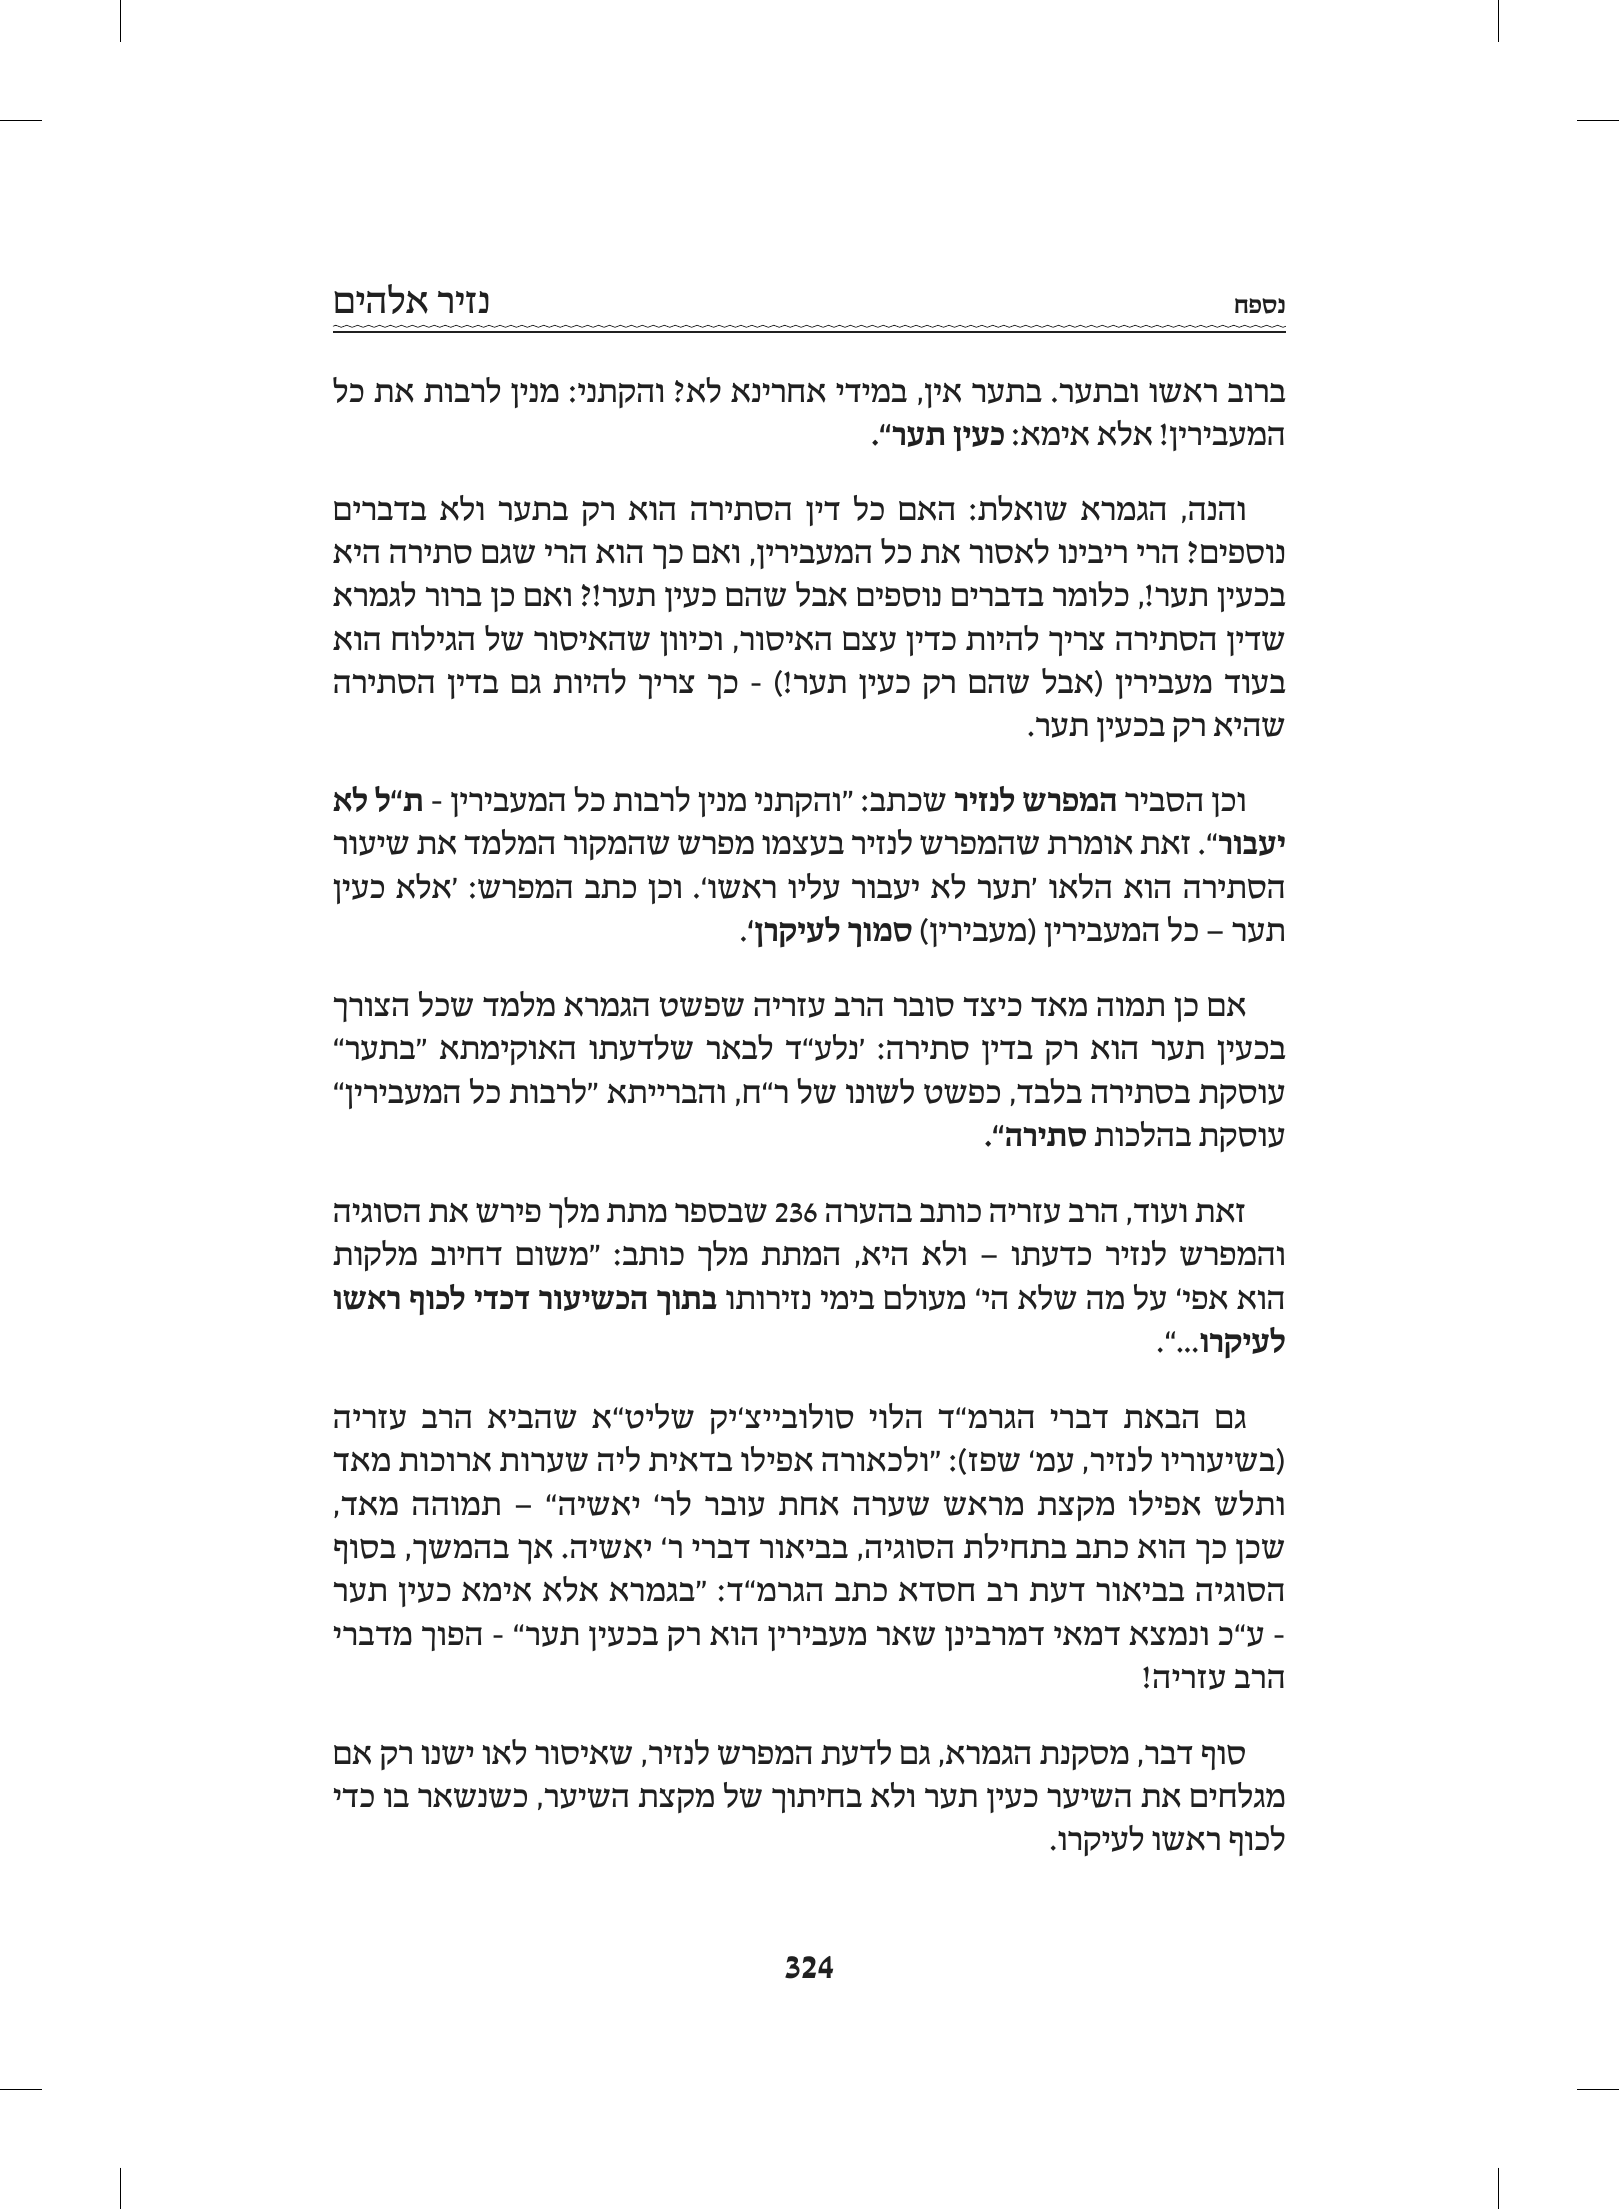 נספח
נזיר אלהים
ברוב ראשו ובתער. בתער אין, במידי אחרינא לא? והקתני: מנין לרבות את כל
המעבירין! אלא אימא: כעין תער“.
והנה, הגמרא שואלת: האם כל דין הסתירה הוא רק בתער ולא בדברים
נוספים? הרי ריבינו לאסור את כל המעבירין, ואם כך הוא הרי שגם סתירה היא
בכעין תער!, כלומר בדברים נוספים אבל שהם כעין תער!? ואם כן ברור לגמרא
שדין הסתירה צריך להיות כדין עצם האיסור, וכיוון שהאיסור של הגילוח הוא
בעוד מעבירין (אבל שהם רק כעין תער!) - כך צריך להיות גם בדין הסתירה
שהיא רק בכעין תער.
וכן הסביר המפרש לנזיר שכתב: ”והקתני מנין לרבות כל המעבירין - ת“ל לא
יעבור“. זאת אומרת שהמפרש לנזיר בעצמו מפרש שהמקור המלמד את שיעור
הסתירה הוא הלאו ’תער לא יעבור עליו ראשו‘. וכן כתב המפרש: ’אלא כעין
תער – כל המעבירין (מעבירין) סמוך לעיקרן‘.
אם כן תמוה מאד כיצד סובר הרב עזריה שפשט הגמרא מלמד שכל הצורך
בכעין תער הוא רק בדין סתירה: ’נלע“ד לבאר שלדעתו האוקימתא ”בתער“
עוסקת בסתירה בלבד, כפשט לשונו של ר“ח, והברייתא ”לרבות כל המעבירין“
עוסקת בהלכות סתירה“.
זאת ועוד, הרב עזריה כותב בהערה 236 שבספר מתת מלך פירש את הסוגיה
והמפרש לנזיר כדעתו – ולא היא, המתת מלך כותב: ”משום דחיוב מלקות
הוא אפי‘ על מה שלא הי‘ מעולם בימי נזירותו בתוך הכשיעור דכדי לכוף ראשו
לעיקרו...“.
גם הבאת דברי הגרמ“ד הלוי סולובייצ‘יק שליט“א שהביא הרב עזריה
(בשיעוריו לנזיר, עמ‘ שפז): ”ולכאורה אפילו בדאית ליה שערות ארוכות מאד
ותלש אפילו מקצת מראש שערה אחת עובר לר‘ יאשיה“ – תמוהה מאד,
שכן כך הוא כתב בתחילת הסוגיה, בביאור דברי ר‘ יאשיה. אך בהמשך, בסוף
הסוגיה בביאור דעת רב חסדא כתב הגרמ“ד: ”בגמרא אלא אימא כעין תער
- ע“כ ונמצא דמאי דמרבינן שאר מעבירין הוא רק בכעין תער“ - הפוך מדברי
הרב עזריה!
סוף דבר, מסקנת הגמרא, גם לדעת המפרש לנזיר, שאיסור לאו ישנו רק אם
מגלחים את השיער כעין תער ולא בחיתוך של מקצת השיער, כשנשאר בו כדי
לכוף ראשו לעיקרו.
324